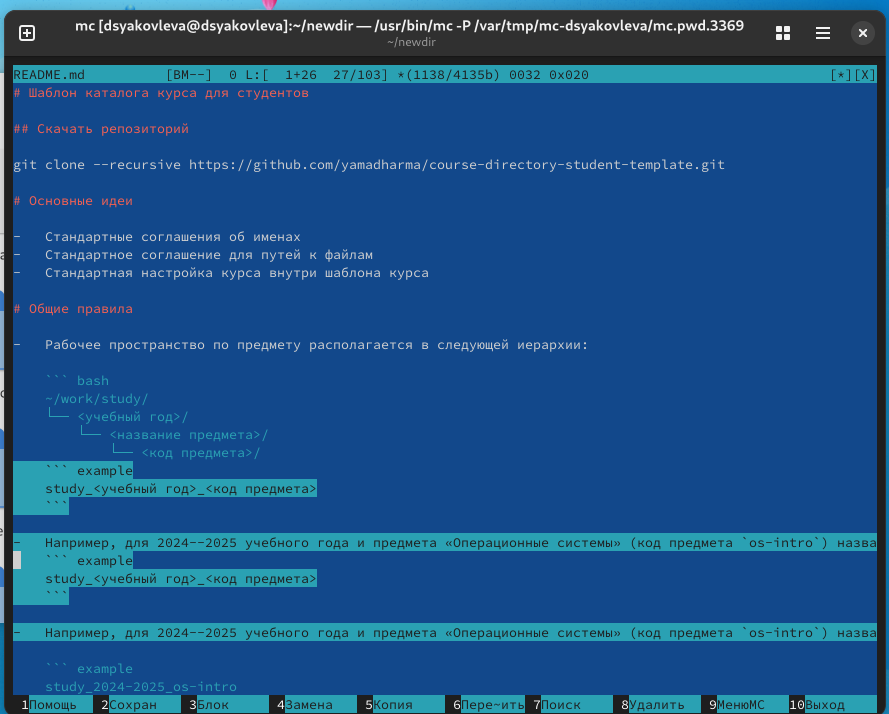 mc [dsyakovleva@dsyakovleva]:~/newdir — /usr/bin/mc -P /var/tmp/mc-dsyakovleva/mc.pwd.3369
~/newdir
README.md          [BM--]  0 L:[  1+26  27/103] *(1138/4135b) 0032 0x020                              [*][X]
# Шаблон каталога курса для студентов
## Скачать репозиторий
git clone --recursive https://github.com/yamadharma/course-directory-student-template.git
# Основные идеи
-   Стандартные соглашения об именах
-   Стандартное соглашение для путей к файлам
-   Стандартная настройка курса внутри шаблона курса
# Общие правила
-   Рабочее пространство по предмету располагается в следующей иерархии:
    ``` bash
    ~/work/study/
    └── <учебный год>/
        └── <название предмета>/
            └── <код предмета>/
    ``` example
    study_<учебный год>_<код предмета>
    ```
-   Например, для 2024--2025 учебного года и предмета «Операционные системы» (код предмета `os-intro`) назва
    ``` example
    study_<учебный год>_<код предмета>
    ```
-   Например, для 2024--2025 учебного года и предмета «Операционные системы» (код предмета `os-intro`) назва
    ``` example
    study_2024-2025_os-intro
1Помощь  2Сохран  3Блок  4Замена  5Копия  6Пере~ить  7Поиск  8Удалить  9МенюMC  10Выход